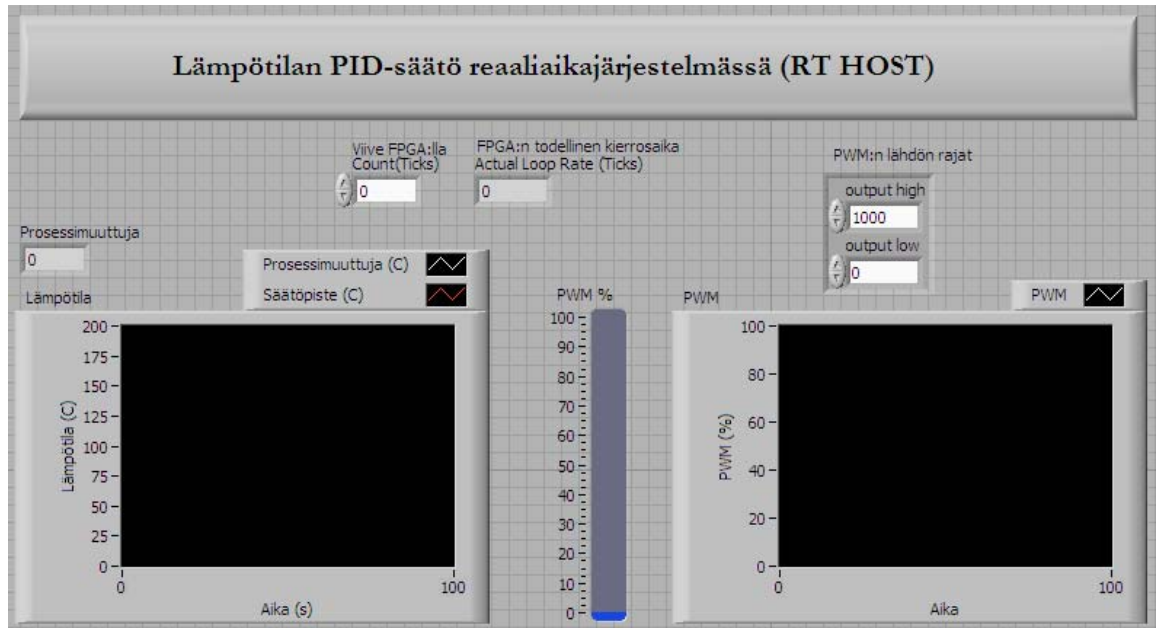 Lämpötilan PID-säätö reaaliaikajärjestelmässä (RT HOST)
Viive FPGA:lla
Count(Ticks)
0
FPGA:n todellinen kierrosaika
Actual Loop Rate (Ticks)
0
PWM:n lähdön rajat
output high
1000
output low
0
Prosessimuuttuja
0
Prosessimuuttuja (C)
Säätöpiste (C)
Lämpötila
200
175
150
125
100
75
50
25
0
Lämpötila (C)
0
100
Aika (s)
PWM %
100
90
80
70
60
50
40
30
20
10
0
PWM
PWM
100
80
60
40
20
0
PWM (%)
0
100
Aika